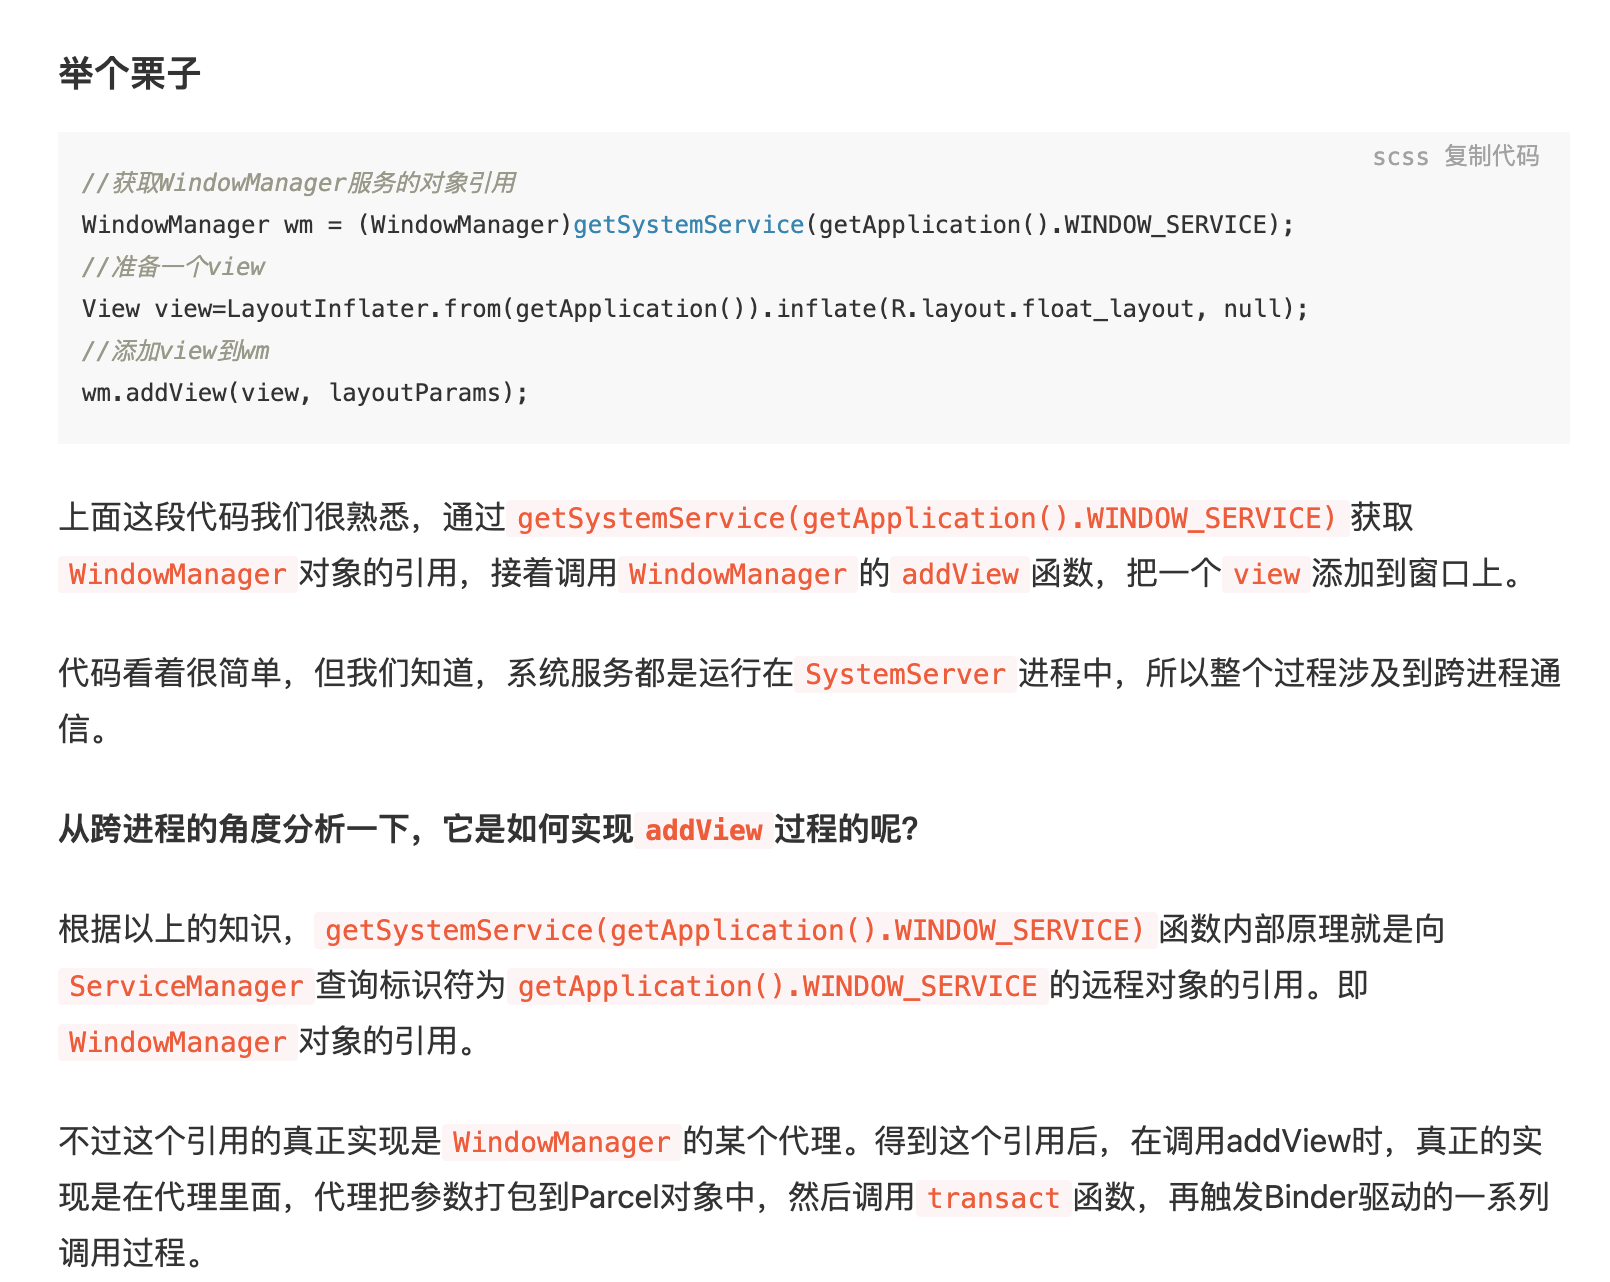 举个栗子
scss 复制代码
//获取WindowManager服务的对象引用
WindowManager wm = (WindowManager)getSystemService(getApplication().WINDOW_SERVICE);
//准备一个view
View view=LayoutInflater.from(getApplication()).inflate(R.layout.float_layout, null);
//添加view到wm
wm.addView(view, layoutParams);
上面这段代码我们很熟悉，通过 getSystemService(getApplication().WINDOW_SERVICE) 获取
WindowManager 对象的引用，接着调用 WindowManager 的 addView 函数，把一个 view 添加到窗口上。
代码看着很简单，但我们知道，系统服务都是运行在 SystemServer 进程中，所以整个过程涉及到跨进程通
信。
从跨进程的角度分析一下，它是如何实现 addView 过程的呢？
根据以上的知识， getSystemService(getApplication().WINDOW_SERVICE) 函数内部原理就是向
ServiceManager 查询标识符为 getApplication().WINDOW_SERVICE 的远程对象的引用。即
WindowManager 对象的引用。
不过这个引用的真正实现是 WindowManager 的某个代理。得到这个引用后，在调用addView时，真正的实
现是在代理里面，代理把参数打包到Parcel对象中，然后调用 transact 函数，再触发Binder驱动的一系列
调用过程。